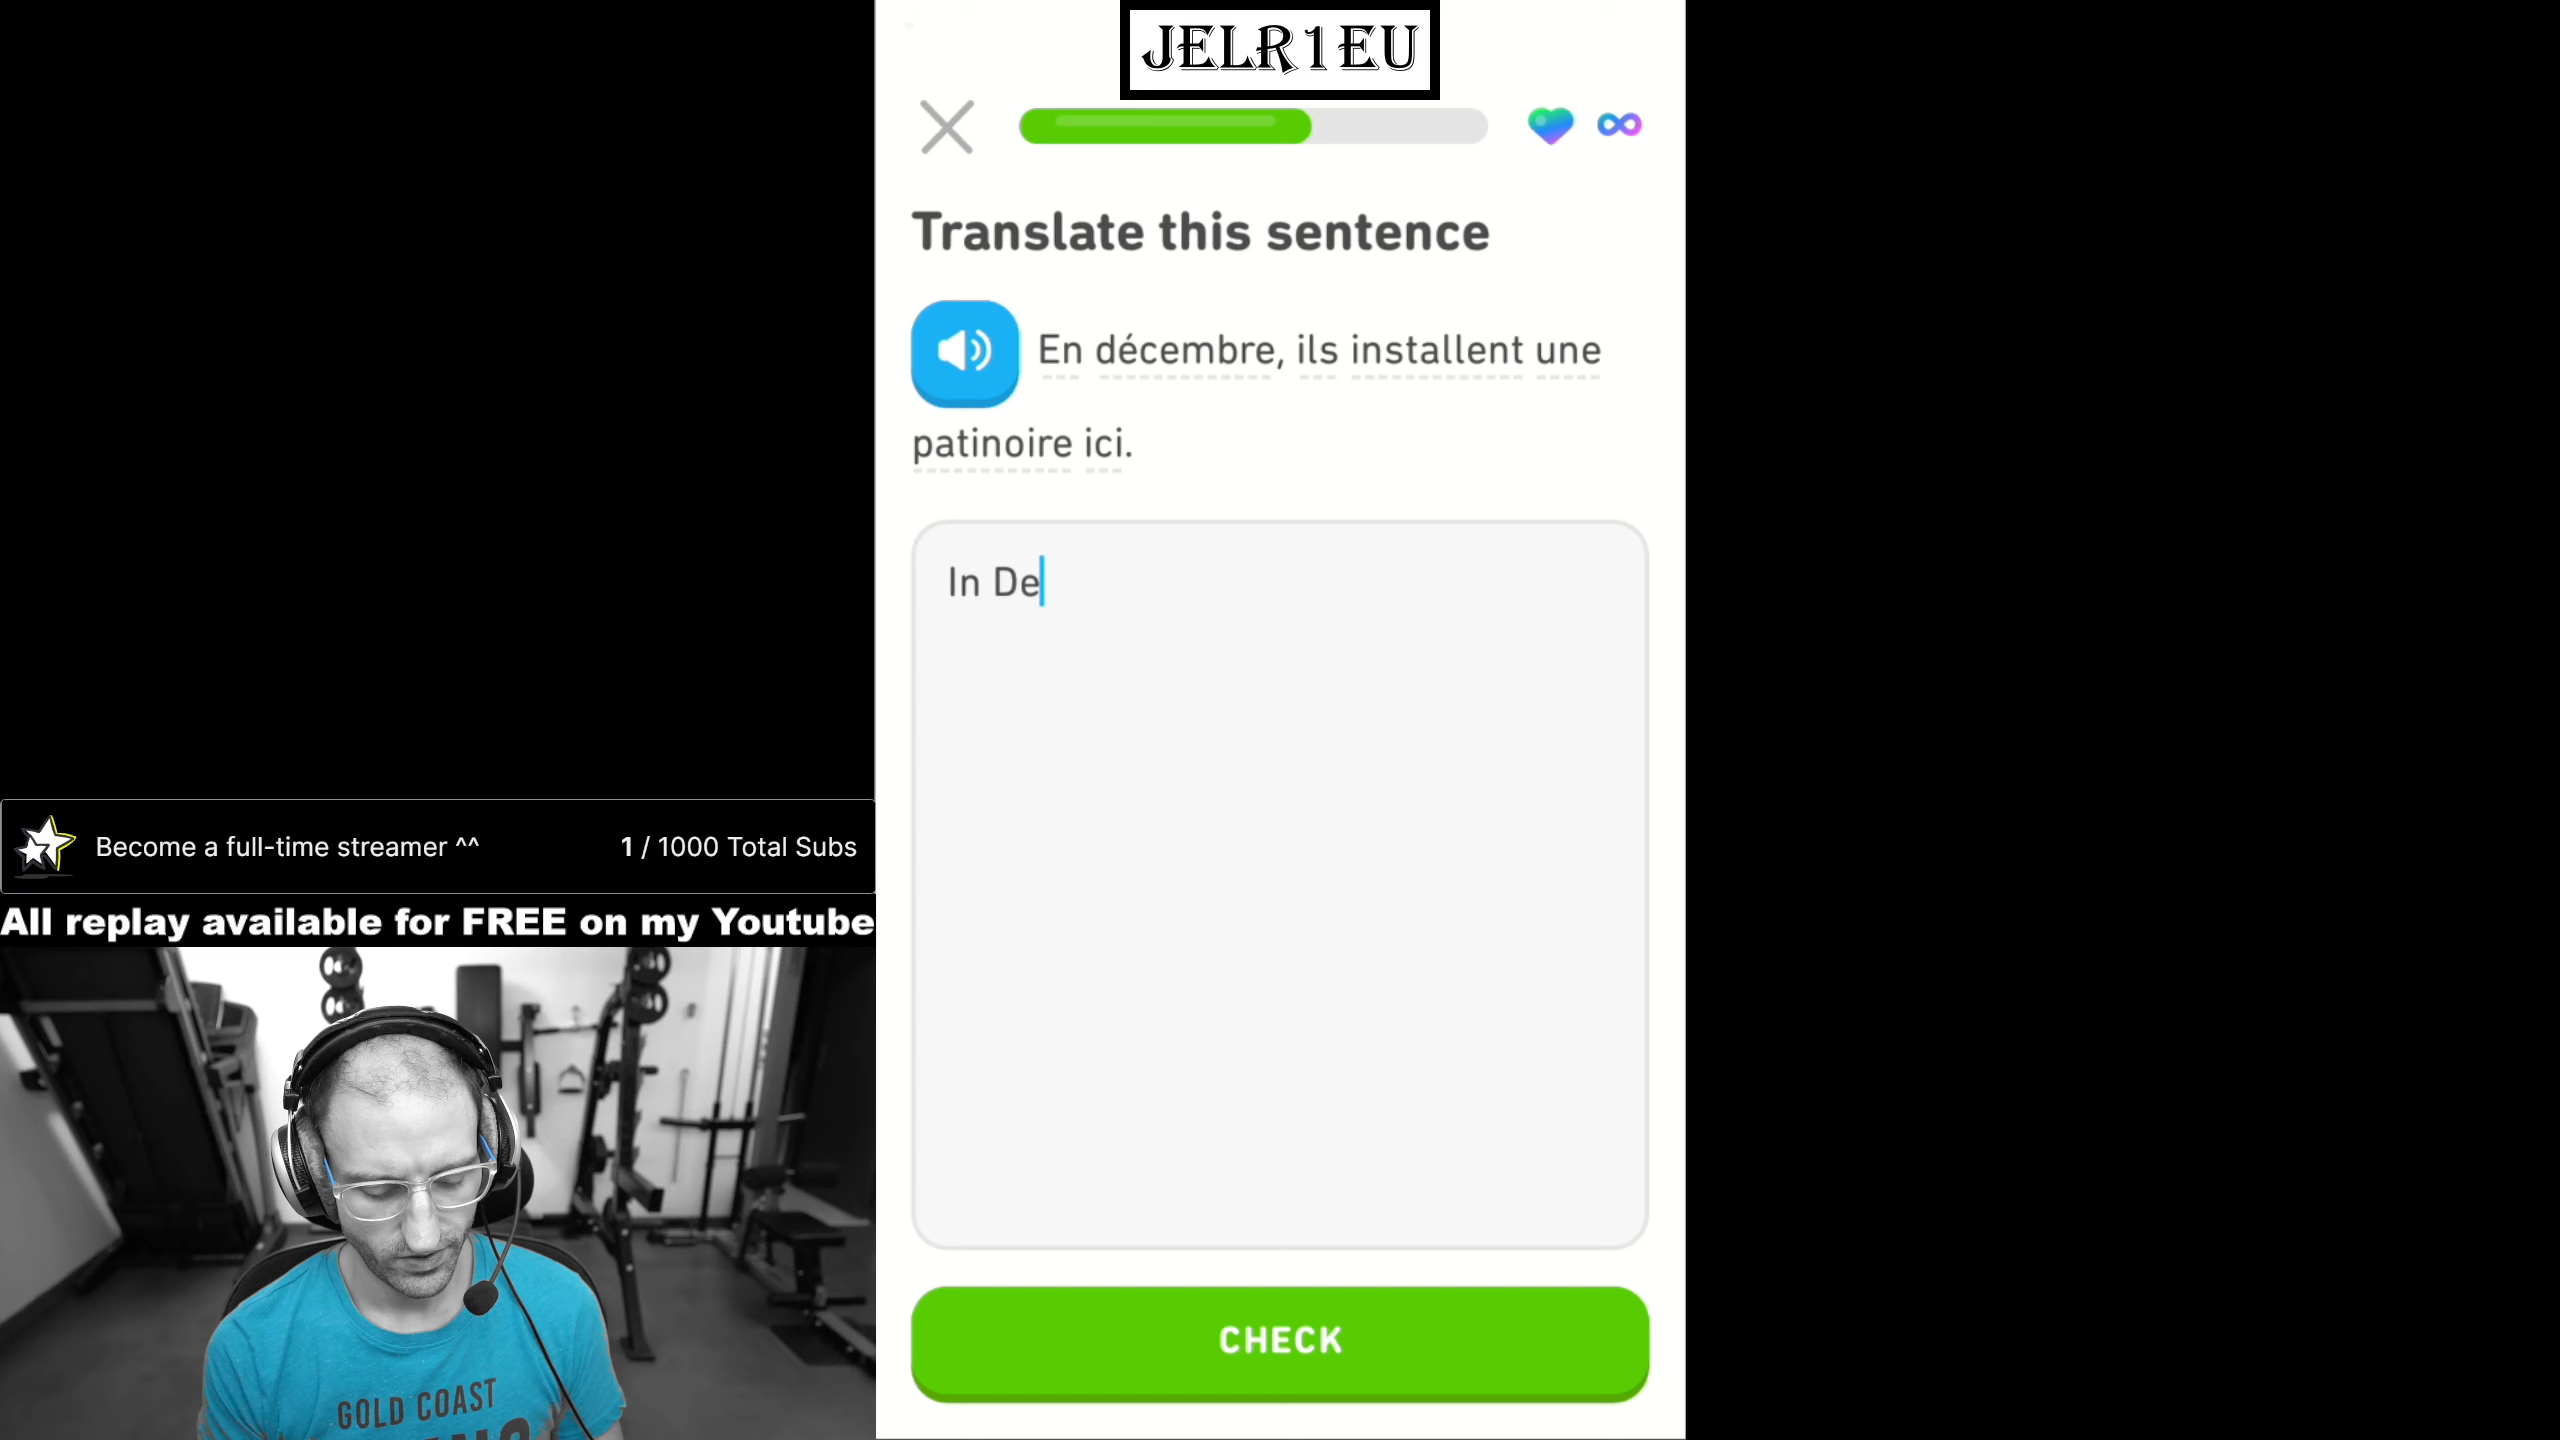 JELR1EU
Translate this sentence
En décembre, ils installent une
patinoire ici.
In De
CHECK
Become a full-time streamer ^^ 1 / 1000 Total Subs
All replay available for FREE on my Youtube
GOLD COAST